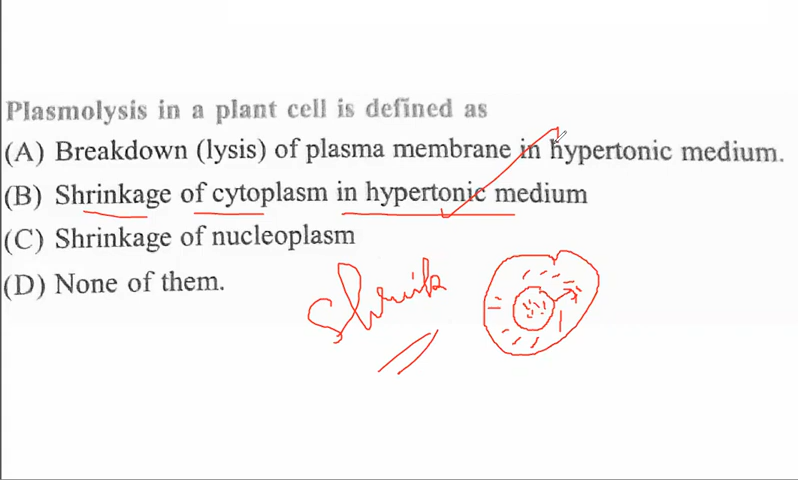 Plasmolysis in a plant cell is defined as
(A) Breakdown (lysis) of plasma membrane in hypertonic medium.
(B) Shrinkage of cytoplasm in hypertonic medium
(C) Shrinkage of nucleoplasm
(D) None of them.